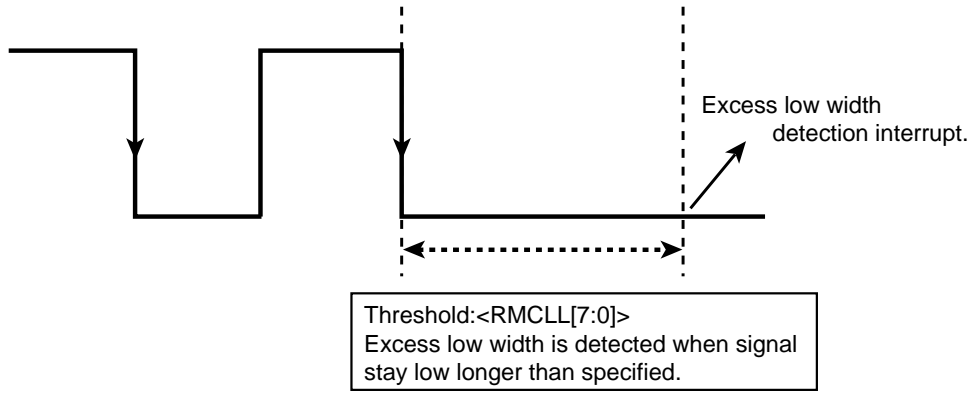 Excess low width
detection interrupt.
Threshold:<RMCLL[7:0]>
Excess low width is detected when signal
stay low longer than specified.